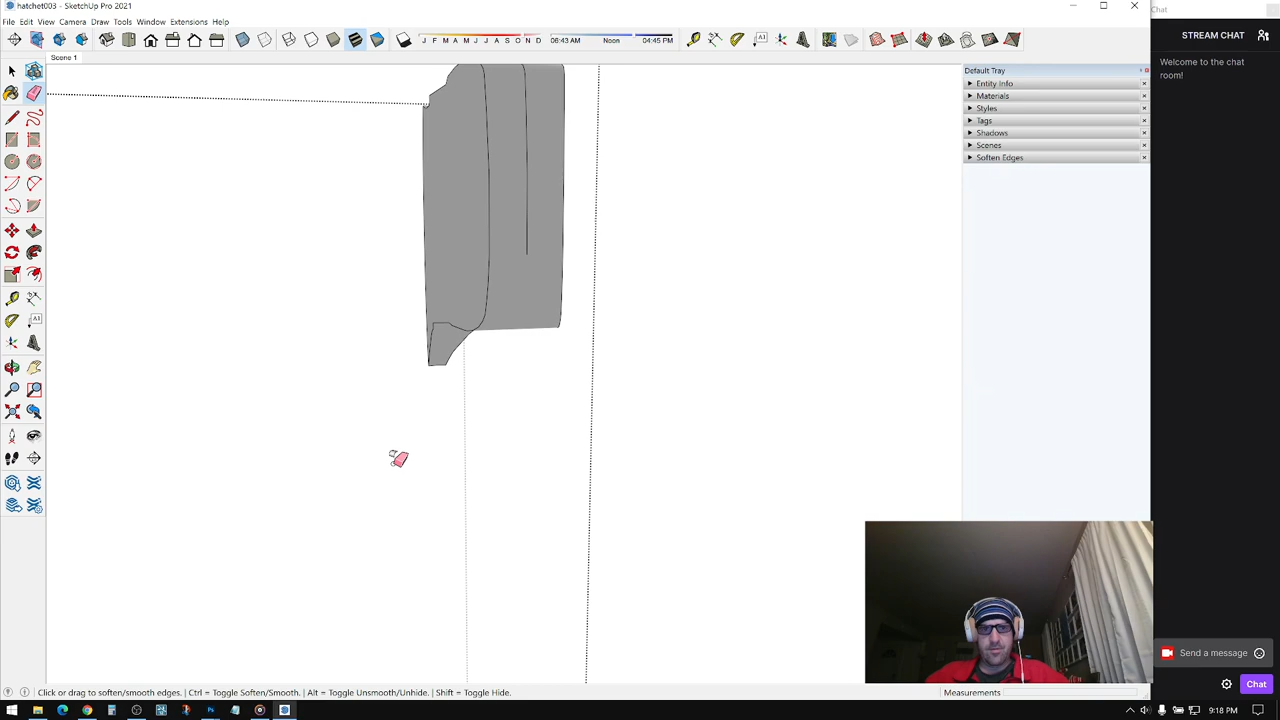 hatchet003 - SketchUp Pro 2021
File Edit View Camera Draw Tools Window Extensions Help
J F M A M J J A S O N D
06:43 AM Noon 04:45 PM
Scene 1
Default Tray
Entity Info
Materials
Styles
Tags
Shadows
Scenes
Soften Edges
Click or drag to soften/smooth edges. | Ctrl = Toggle Soften/Smooth. | Alt = Toggle Unsmooth/Unhide. | Shift = Toggle Hide.
Measurements
Chat
STREAM CHAT
Welcome to the chat
room!
Send a message
Chat
9:18 PM